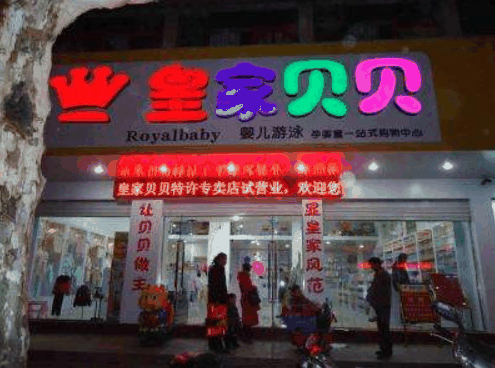 皇家贝贝
Royalbaby 婴儿游泳 孕婴童一站式购物中心
皇家贝贝特许专卖店试营业，欢迎您
让贝贝做主
显皇家风范